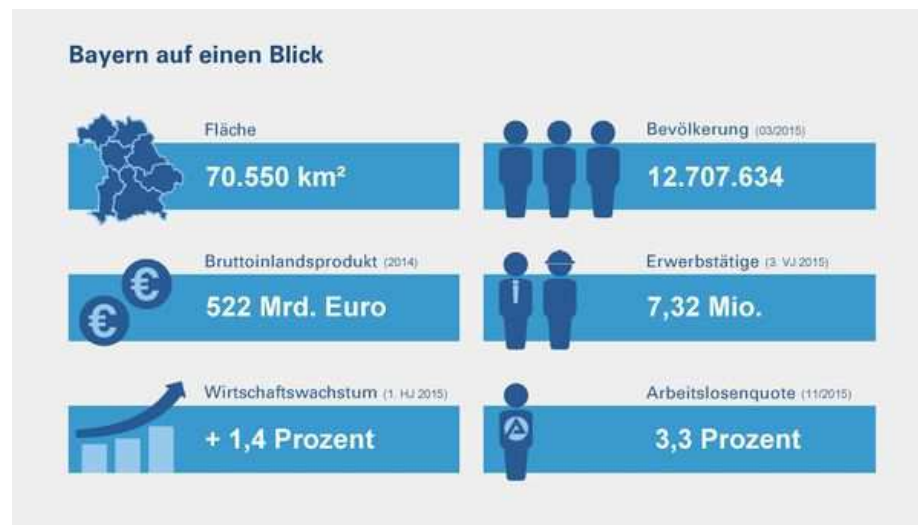 Bayern auf einen Blick
Fläche
70.550 km²
Bevölkerung (03/2015)
12.707.634
Bruttoinlandsprodukt (2014)
522 Mrd. Euro
Erwerbstätige (3. VJ 2015)
7,32 Mio.
Wirtschaftswachstum (1. HJ 2015)
+ 1,4 Prozent
Arbeitslosenquote (11/2015)
3,3 Prozent
€
€